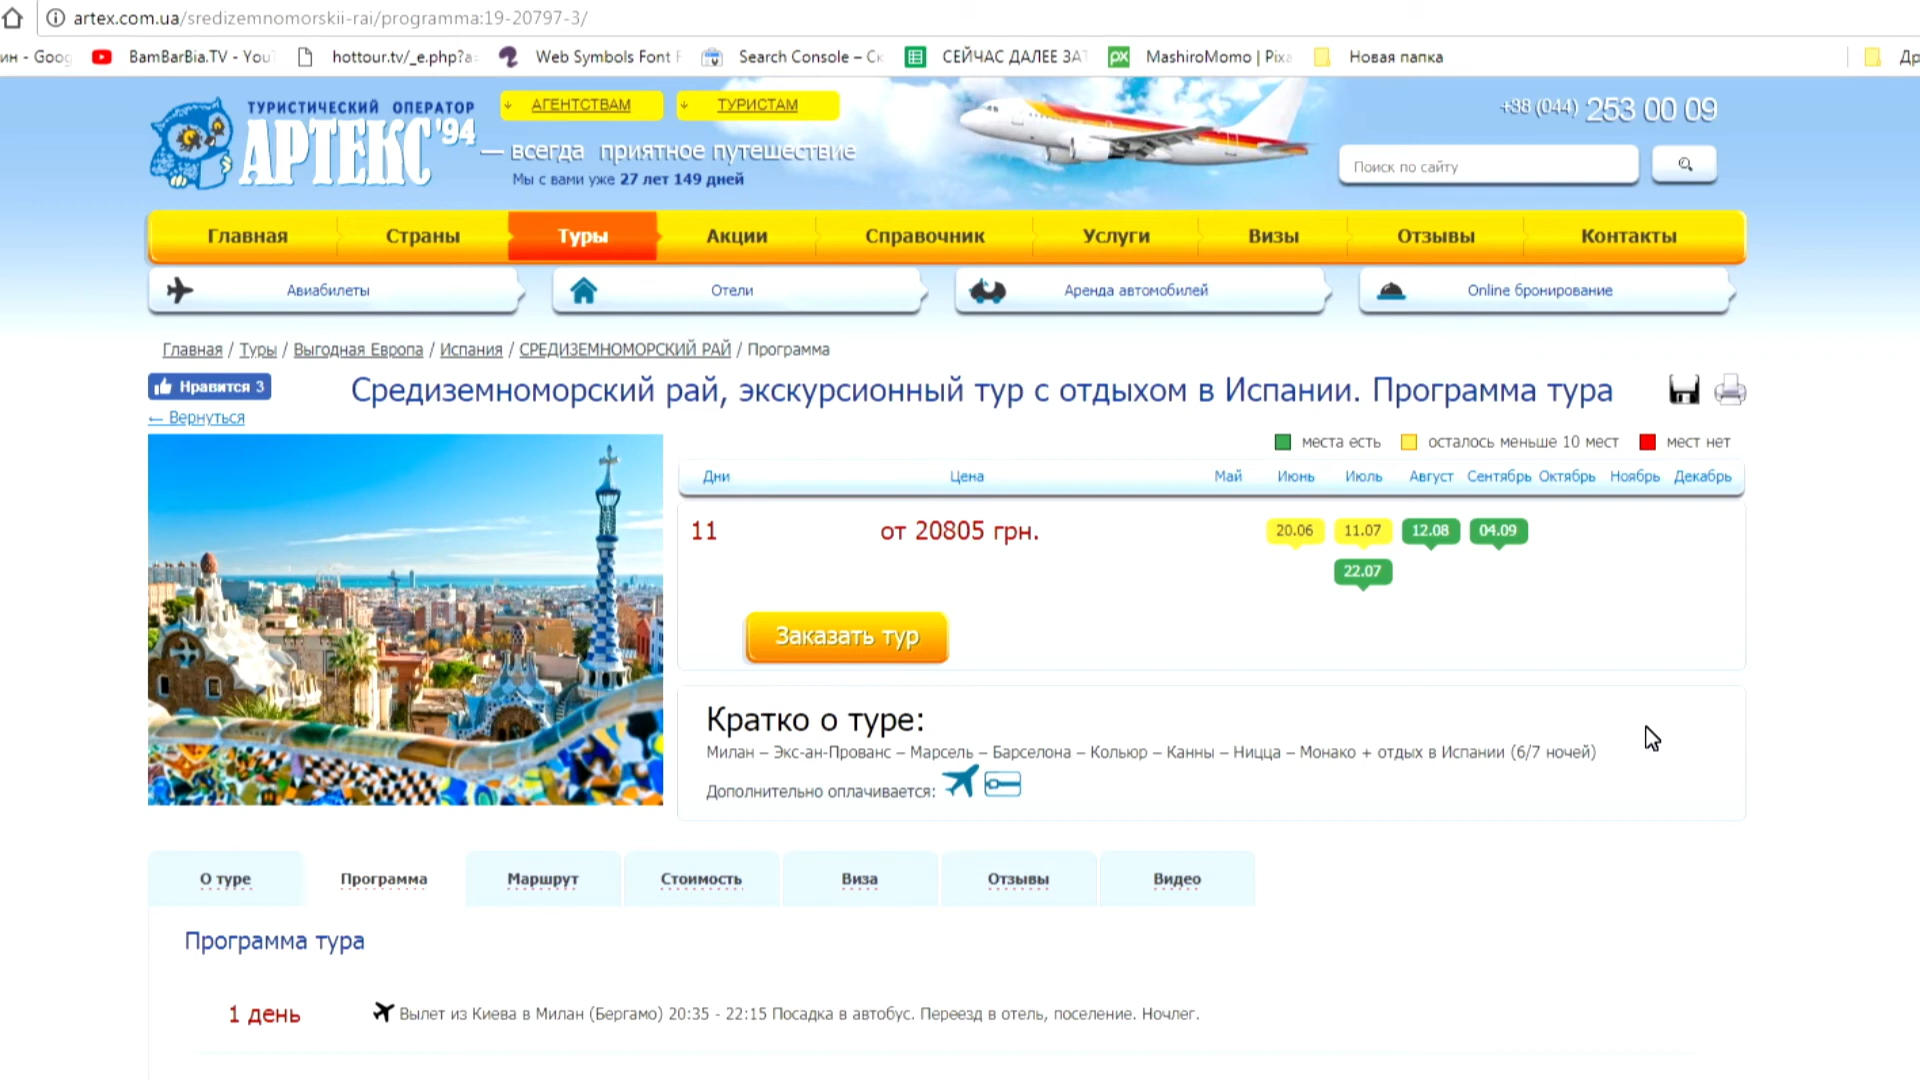 artex.com.ua/sredizemnomorskii-rai/programma:19-20797-3/
ин - Goog
BamBarBia.TV - You
hottour.tv/_e.php?a=
Web Symbols Font F
Search Console – Ск
СЕЙЧАС ДАЛЕЕ ЗАТ
px
MashiroMomo | Pixa
Новая папка
Др
ТУРИСТИЧЕСКИЙ ОПЕРАТОР
АРТЕКС'94
АГЕНТСТВАМ
ТУРИСТАМ
— всегда приятное путешествие
Мы с вами уже 27 лет 149 дней
+38 (044) 253 00 09
Поиск по сайту
Главная
Страны
Туры
Акции
Справочник
Услуги
Визы
Отзывы
Контакты
Авиабилеты
Отели
Аренда автомобилей
Online бронирование
Главная / Туры / Выгодная Европа / Испания / СРЕДИЗЕМНОМОРСКИЙ РАЙ / Программа
Нравится 3
Средиземноморский рай, экскурсионный тур с отдыхом в Испании. Программа тура
← Вернуться
места есть
осталось меньше 10 мест
мест нет
Дни
Цена
Май
Июнь
Июль
Август
Сентябрь
Октябрь
Ноябрь
Декабрь
11
от 20805 грн.
20.06
11.07
12.08
04.09
22.07
Заказать тур
Кратко о туре:
Милан – Экс-ан-Прованс – Марсель – Барселона – Кольюр – Канны – Ницца – Монако + отдых в Испании (6/7 ночей)
Дополнительно оплачивается:
О туре
Программа
Маршрут
Стоимость
Виза
Отзывы
Видео
Программа тура
1 день
Вылет из Киева в Милан (Бергамо) 20:35 - 22:15 Посадка в автобус. Переезд в отель, поселение. Ночлег.